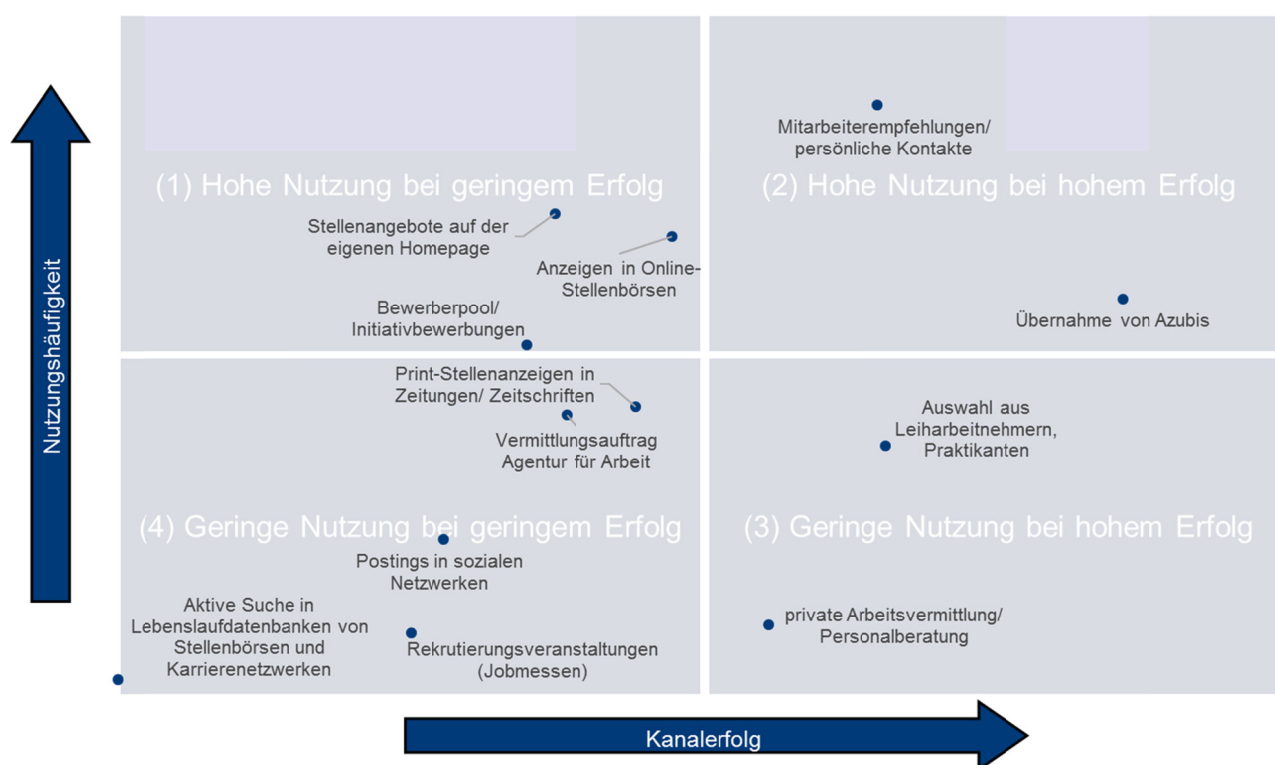 Nutzungshäufigkeit
(1) Hohe Nutzung bei geringem Erfolg
Stellenangebote auf der
eigenen Homepage
Anzeigen in Online-
Stellenbörsen
Bewerberpool/
Initiativbewerbungen
Mitarbeiterempfehlungen/
persönliche Kontakte
(2) Hohe Nutzung bei hohem Erfolg
Übernahme von Azubis
Print-Stellenanzeigen in
Zeitungen/ Zeitschriften
Vermittlungsauftrag
Agentur für Arbeit
(4) Geringe Nutzung bei geringem Erfolg
Postings in sozialen
Netzwerken
Aktive Suche in
Lebenslaufdatenbanken von
Stellenbörsen und
Karrierenetzwerken
Rekrutierungsveranstaltungen
(Jobmessen)
Auswahl aus
Leiharbeitnehmern,
Praktikanten
(3) Geringe Nutzung bei hohem Erfolg
private Arbeitsvermittlung/
Personalberatung
Kanalerfolg